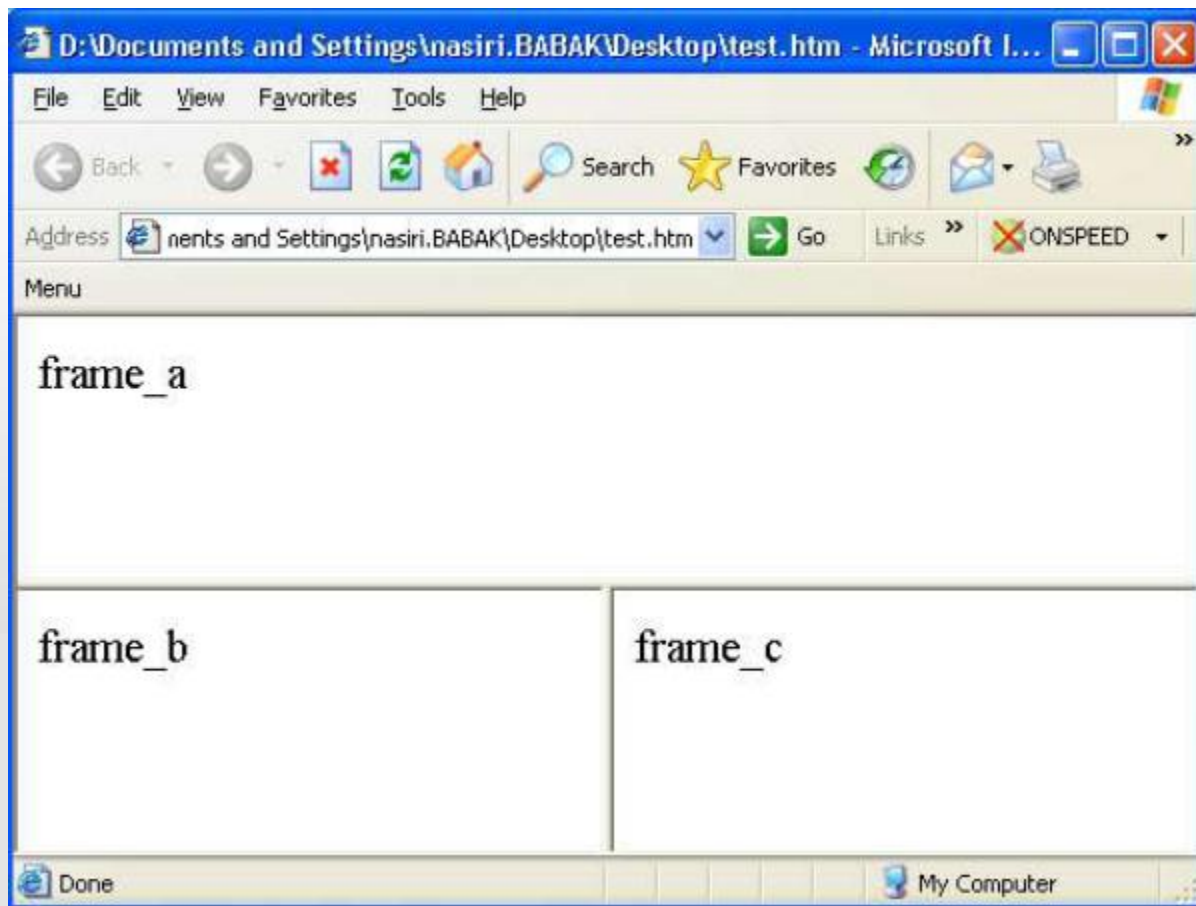 D:\Documents and Settings\nasiri.BABAK\Desktop\test.htm - Microsoft I...
File Edit View Favorites Tools Help
Back Search Favorites »
Address nents and Settings\nasiri.BABAK\Desktop\test.htm Go Links » ONSPEED
Menu
frame_a
frame_b frame_c
Done My Computer